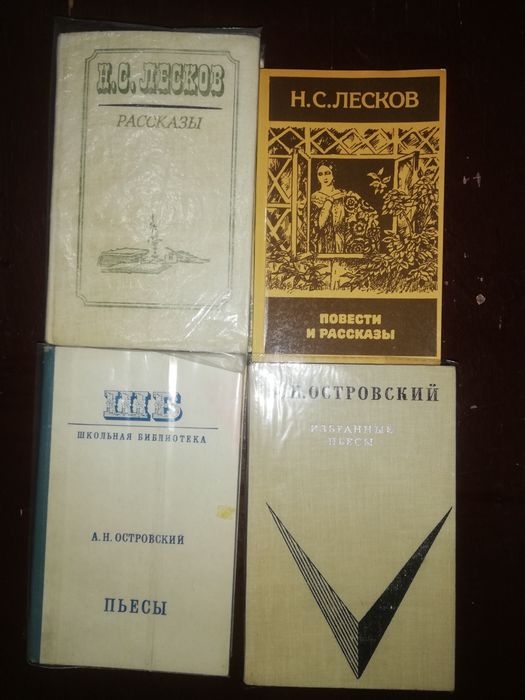 Н.С. ЛЕСКОВ
РАССКАЗЫ
Н.С.ЛЕСКОВ
ПОВЕСТИ
И РАССКАЗЫ
ШБ
ШКОЛЬНАЯ БИБЛИОТЕКА
А.Н.ОСТРОВСКИЙ
ПЬЕСЫ
Н.ОСТРОВСКИЙ
ИЗБРАННЫЕ
ПЬЕСЫ